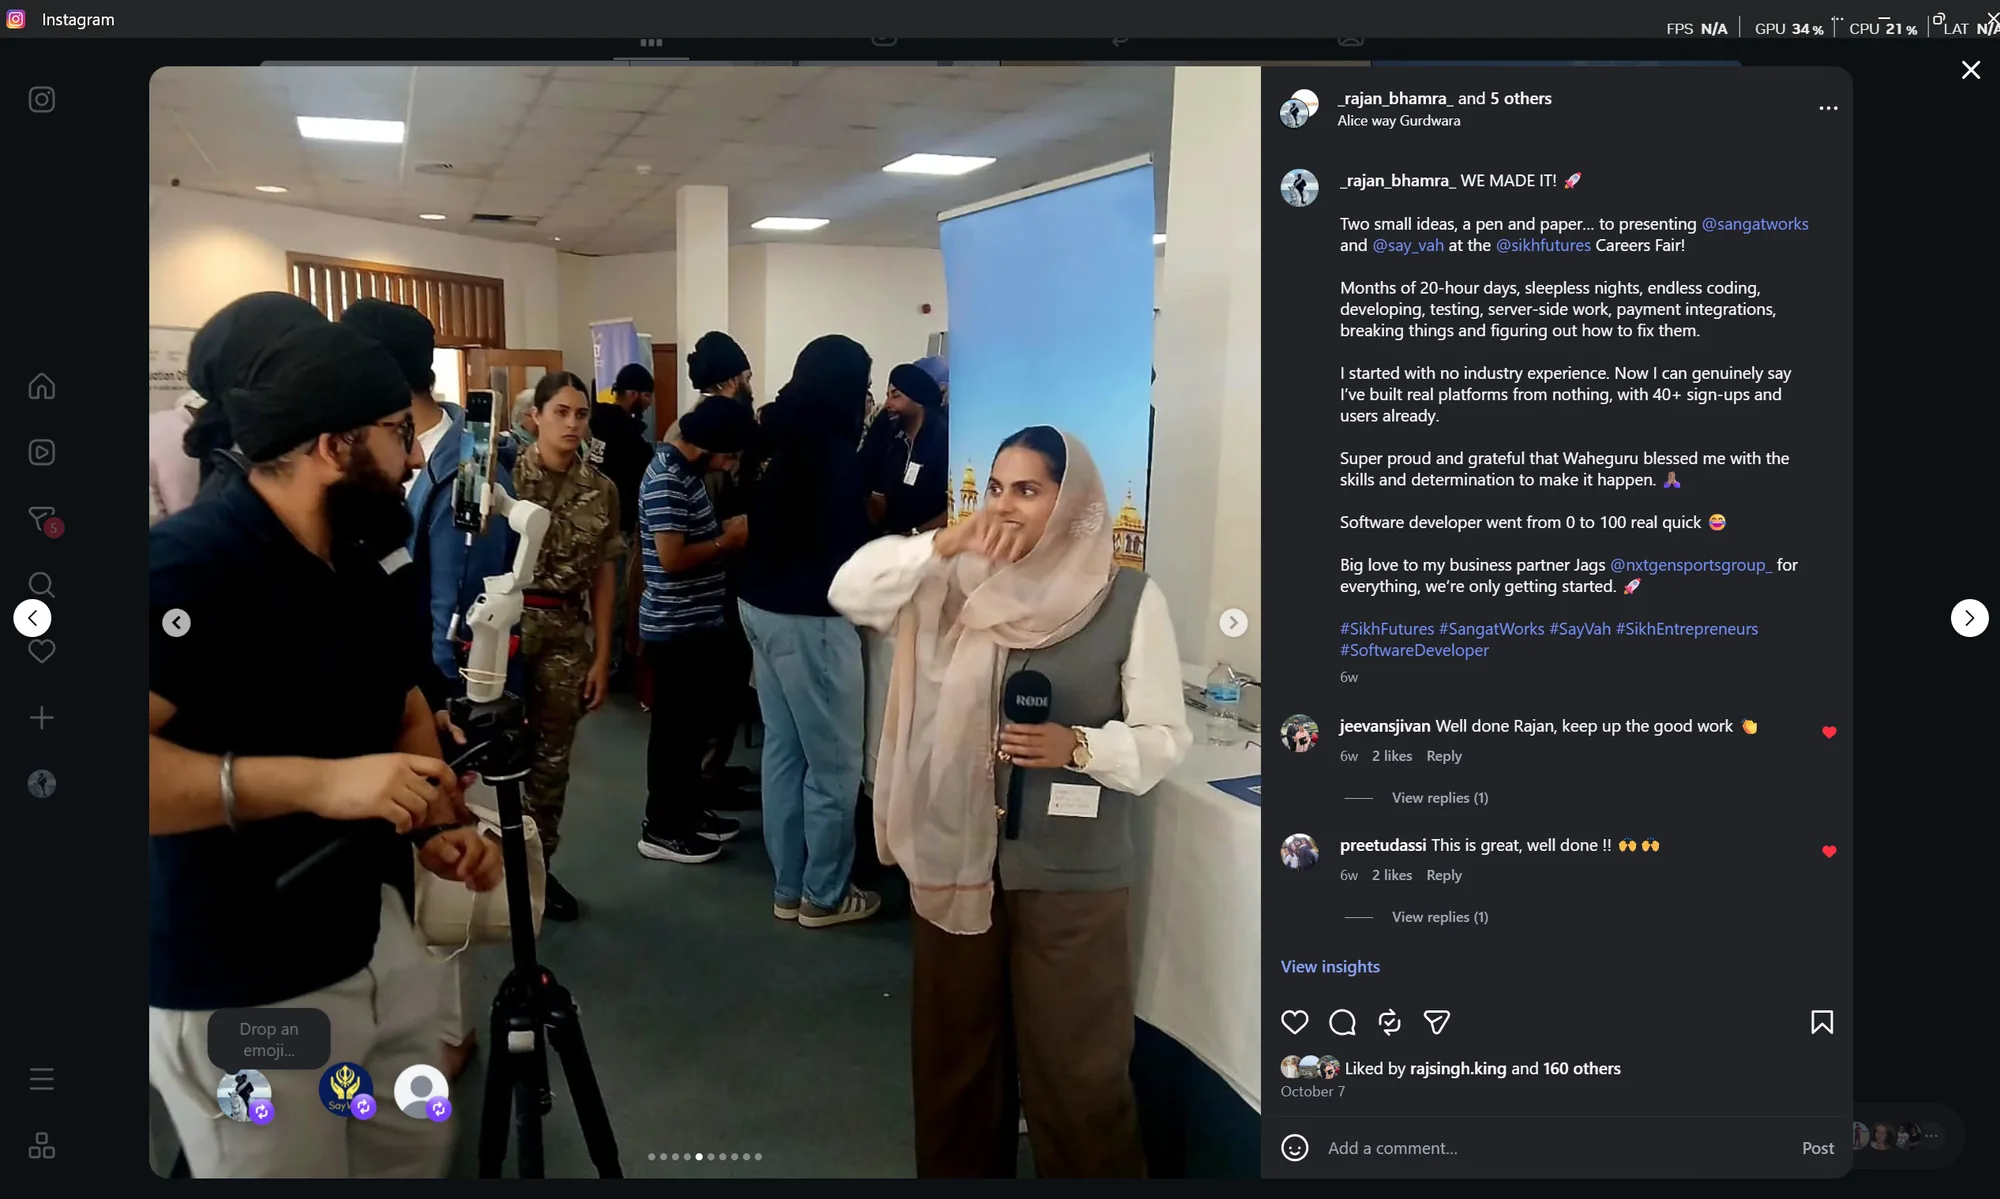 Instagram
FPS N/A GPU 34 % CPU 21 % LAT N/A
5
RØDE
Drop an
emoji...
_rajan_bhamra_ and 5 others
Alice way Gurdwara
_rajan_bhamra_ WE MADE IT! 🚀
Two small ideas, a pen and paper... to presenting @sangatworks
and @say_vah at the @sikhfutures Careers Fair!
Months of 20-hour days, sleepless nights, endless coding,
developing, testing, server-side work, payment integrations,
breaking things and figuring out how to fix them.
I started with no industry experience. Now I can genuinely say
I've built real platforms from nothing, with 40+ sign-ups and
users already.
Super proud and grateful that Waheguru blessed me with the
skills and determination to make it happen. 🙏🏽
Software developer went from 0 to 100 real quick 😂
Big love to my business partner Jags @nxtgensportsgroup_ for
everything, we're only getting started. 🚀
#SikhFutures #SangatWorks #SayVah #SikhEntrepreneurs
#SoftwareDeveloper
6w
jeevansjivan Well done Rajan, keep up the good work 👏
6w 2 likes Reply
View replies (1)
preetudassi This is great, well done !! 🙌 🙌
6w 2 likes Reply
View replies (1)
View insights
Liked by rajsingh.king and 160 others
October 7
Add a comment...
Post